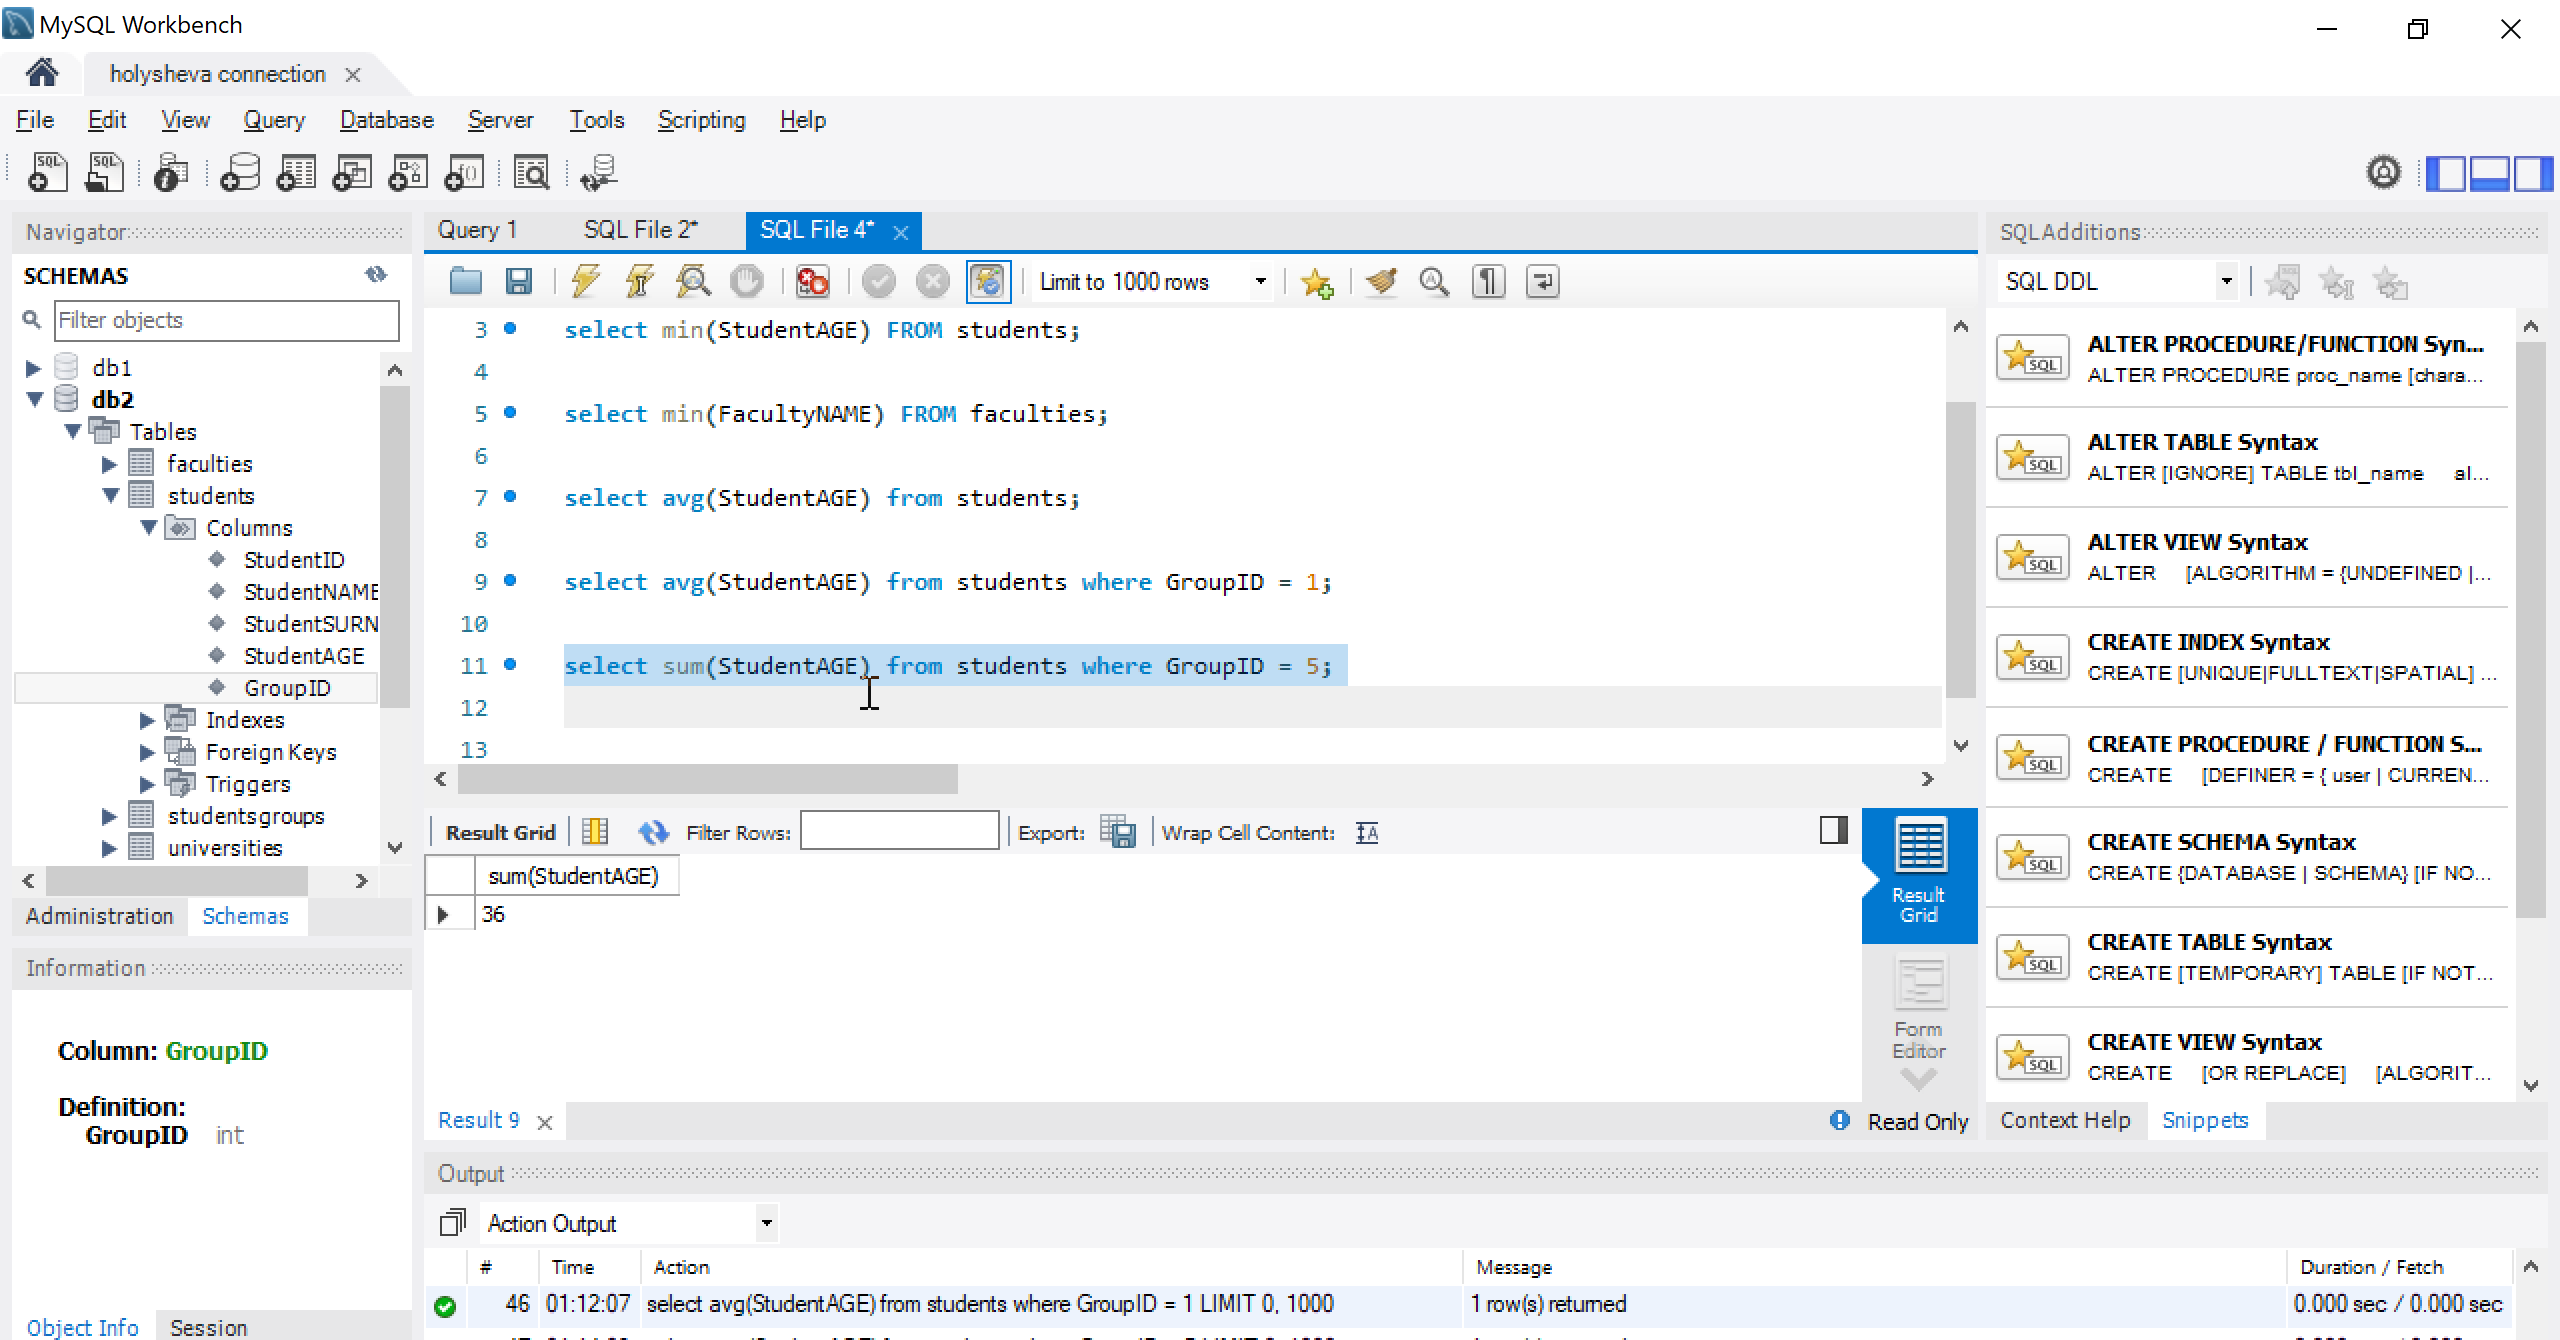 MySQL Workbench
holysheva connection
File Edit View Query Database Server Tools Scripting Help
Navigator
SCHEMAS
Filter objects
db1
db2
Tables
faculties
students
Columns
StudentID
StudentNAME
StudentSURN
StudentAGE
GroupID
Indexes
Foreign Keys
Triggers
studentsgroups
universities
Administration Schemas
Information
Column: GroupID
Definition:
GroupID int
Object Info Session
Query 1 SQL File 2* SQL File 4*
Limit to 1000 rows
3 select min(StudentAGE) FROM students;
4
5 select min(FacultyNAME) FROM faculties;
6
7 select avg(StudentAGE) from students;
8
9 select avg(StudentAGE) from students where GroupID = 1;
10
11 select sum(StudentAGE) from students where GroupID = 5;
12
13
Result Grid Filter Rows: Export: Wrap Cell Content:
sum(StudentAGE)
36
Result
Grid
Form
Editor
Result 9
Read Only
SQLAdditions
SQL DDL
ALTER PROCEDURE/FUNCTION Syn...
ALTER PROCEDURE proc_name [chara...
ALTER TABLE Syntax
ALTER [IGNORE] TABLE tbl_name al...
ALTER VIEW Syntax
ALTER [ALGORITHM = {UNDEFINED |...
CREATE INDEX Syntax
CREATE [UNIQUE|FULLTEXT|SPATIAL] ...
CREATE PROCEDURE / FUNCTION S...
CREATE [DEFINER = { user | CURREN...
CREATE SCHEMA Syntax
CREATE {DATABASE | SCHEMA} [IF NO...
CREATE TABLE Syntax
CREATE [TEMPORARY] TABLE [IF NOT...
CREATE VIEW Syntax
CREATE [OR REPLACE] [ALGORIT...
Context Help Snippets
Output
Action Output
# Time Action Message Duration / Fetch
46 01:12:07 select avg(StudentAGE) from students where GroupID = 1 LIMIT 0, 1000 1 row(s) returned 0.000 sec / 0.000 sec